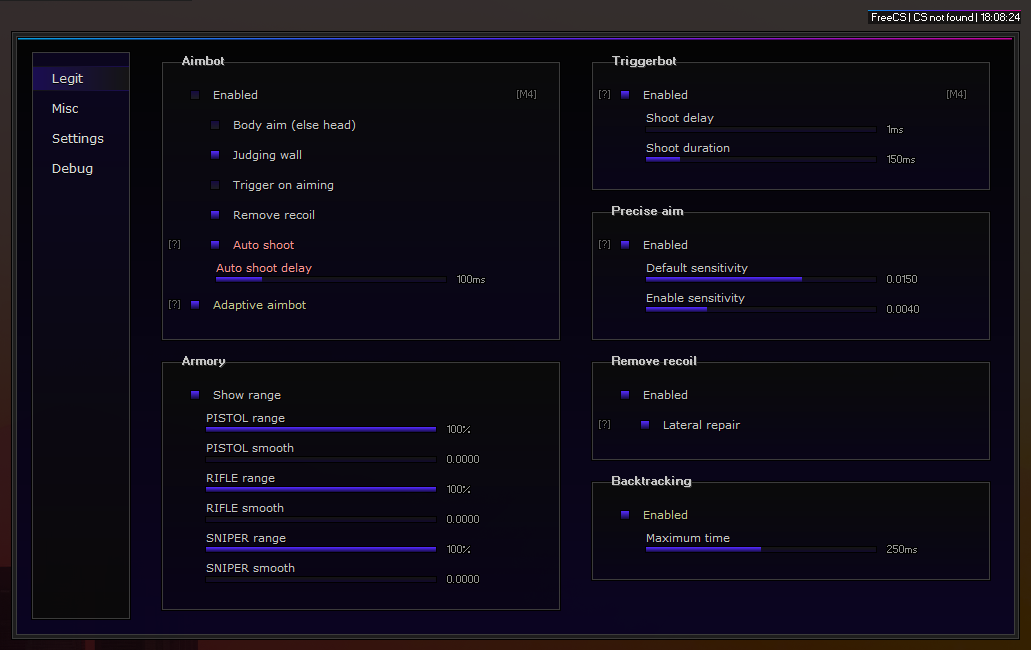 FreeCS | CS not found | 18:08:24
Legit
Misc
Settings
Debug
Aimbot
Enabled [M4]
Body aim (else head)
Judging wall
Trigger on aiming
Remove recoil
[?] Auto shoot
Auto shoot delay
100ms
[?] Adaptive aimbot
Armory
Show range
PISTOL range
100%
PISTOL smooth
0.0000
RIFLE range
100%
RIFLE smooth
0.0000
SNIPER range
100%
SNIPER smooth
0.0000
Triggerbot
[?] Enabled [M4]
Shoot delay
1ms
Shoot duration
150ms
Precise aim
[?] Enabled
Default sensitivity
0.0150
Enable sensitivity
0.0040
Remove recoil
Enabled
[?] Lateral repair
Backtracking
Enabled
Maximum time
250ms